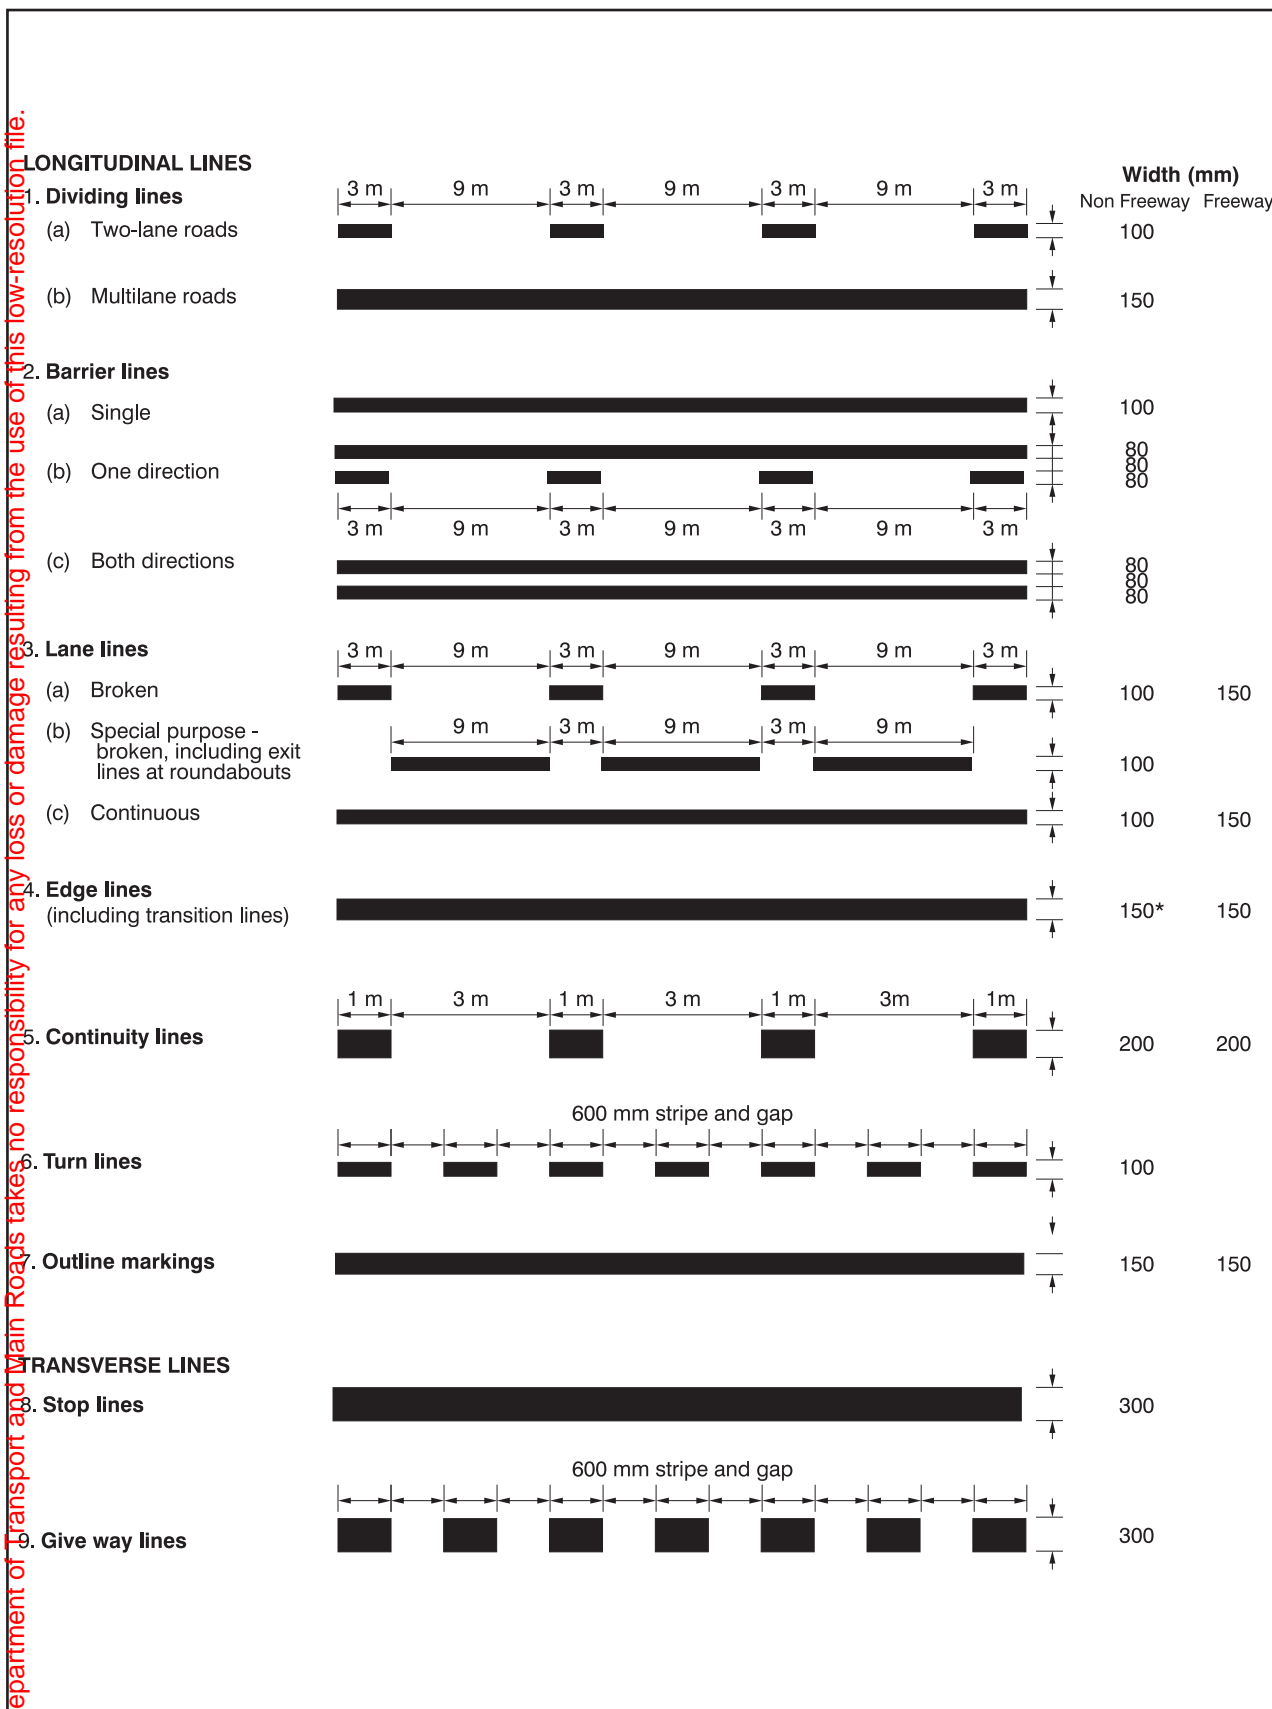 LONGITUDINAL LINES
Width (mm)
Non Freeway Freeway
1. Dividing lines
3 m 9 m 3 m 9 m 3 m 9 m 3 m
(a) Two-lane roads
100
(b) Multilane roads
150
2. Barrier lines
(a) Single
100
(b) One direction
80
80
80
3 m 9 m 3 m 9 m 3 m 9 m 3 m
(c) Both directions
80
80
80
3. Lane lines
3 m 9 m 3 m 9 m 3 m 9 m 3 m
(a) Broken
100 150
(b) Special purpose -
broken, including exit
lines at roundabouts
9 m 3 m 9 m 3 m 9 m
100
(c) Continuous
100 150
4. Edge lines
(including transition lines)
150* 150
1 m 3 m 1 m 3 m 1 m 3m 1m
5. Continuity lines
200 200
600 mm stripe and gap
6. Turn lines
100
7. Outline markings
150 150
TRANSVERSE LINES
8. Stop lines
300
600 mm stripe and gap
9. Give way lines
300
epartment of Transport and Main Roads takes no responsibility for any loss or damage resulting from the use of this low-resolution file.